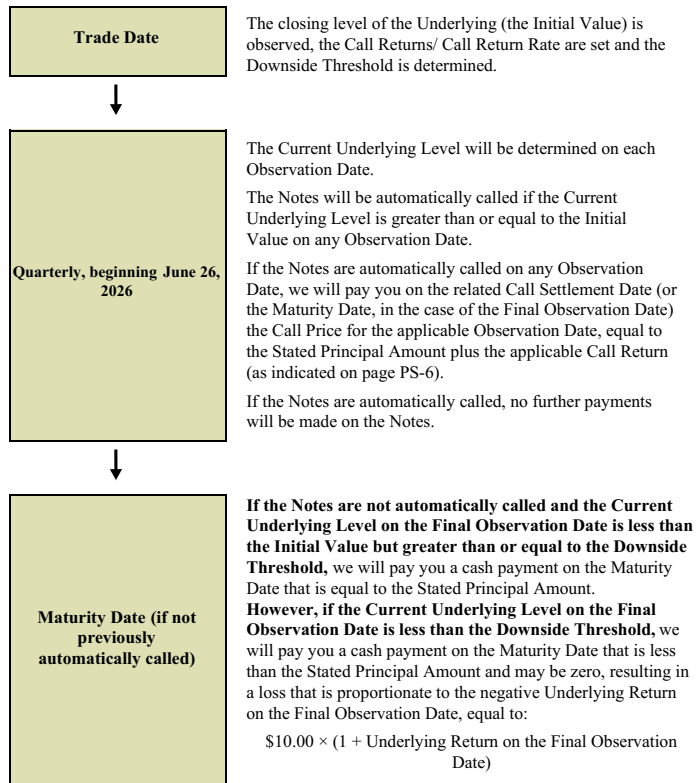 Trade Date
The closing level of the Underlying (the Initial Value) is
observed, the Call Returns/ Call Return Rate are set and the
Downside Threshold is determined.
Quarterly, beginning June 26,
2026
The Current Underlying Level will be determined on each
Observation Date.
The Notes will be automatically called if the Current
Underlying Level is greater than or equal to the Initial
Value on any Observation Date.
If the Notes are automatically called on any Observation
Date, we will pay you on the related Call Settlement Date (or
the Maturity Date, in the case of the Final Observation Date)
the Call Price for the applicable Observation Date, equal to
the Stated Principal Amount plus the applicable Call Return
(as indicated on page PS-6).
If the Notes are automatically called, no further payments
will be made on the Notes.
Maturity Date (if not
previously
automatically called)
If the Notes are not automatically called and the Current
Underlying Level on the Final Observation Date is less than
the Initial Value but greater than or equal to the Downside
Threshold, we will pay you a cash payment on the Maturity
Date that is equal to the Stated Principal Amount.
However, if the Current Underlying Level on the Final
Observation Date is less than the Downside Threshold, we
will pay you a cash payment on the Maturity Date that is less
than the Stated Principal Amount and may be zero, resulting in
a loss that is proportionate to the negative Underlying Return
on the Final Observation Date, equal to:
$10.00 × (1 + Underlying Return on the Final Observation
Date)